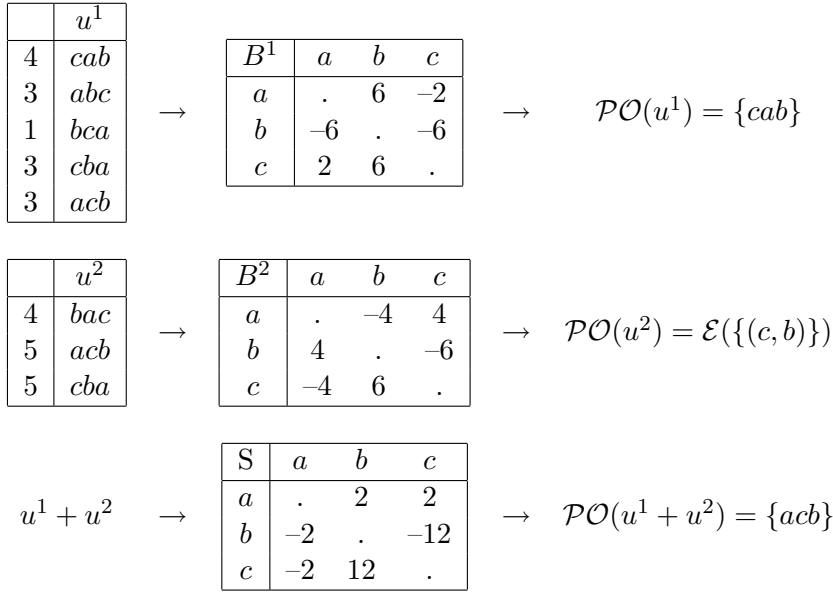 u¹
4 cab
3 abc
1 bca
3 cba
3 acb
→
B¹ a b c
a . 6 –2
b –6 . –6
c 2 6 .
→
𝒫𝒪(u¹) = {cab}
u²
4 bac
5 acb
5 cba
→
B² a b c
a . –4 4
b 4 . –6
c –4 6 .
→
𝒫𝒪(u²) = ℰ({(c, b)})
u¹ + u²
→
S a b c
a . 2 2
b –2 . –12
c –2 12 .
→
𝒫𝒪(u¹ + u²) = {acb}